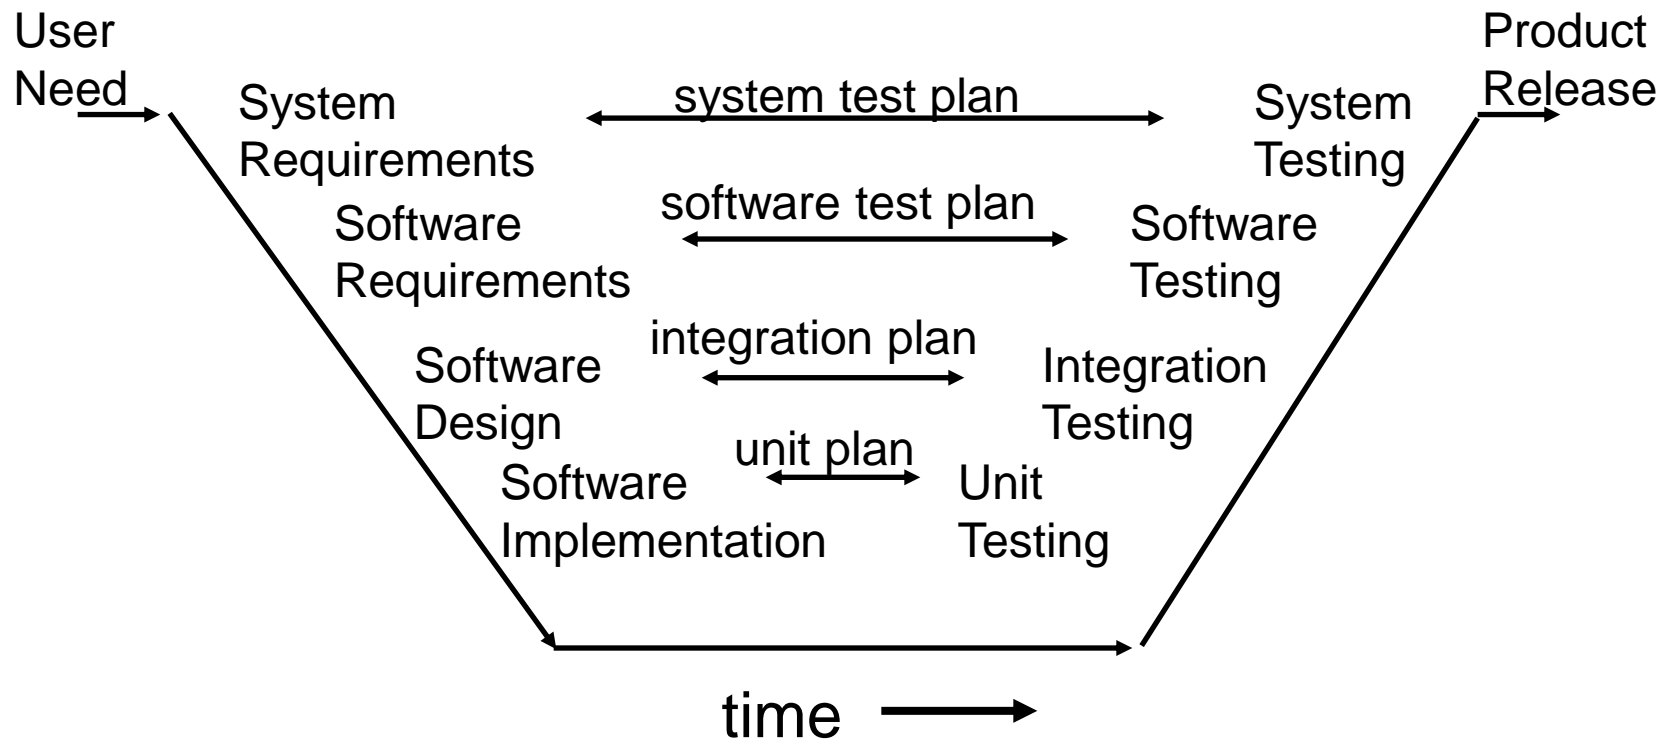 User
Need
System
Requirements
system test plan
System
Testing
Product
Release
Software
Requirements
software test plan
Software
Testing
Software
Design
integration plan
Integration
Testing
Software
Implementation
unit plan
Unit
Testing
time